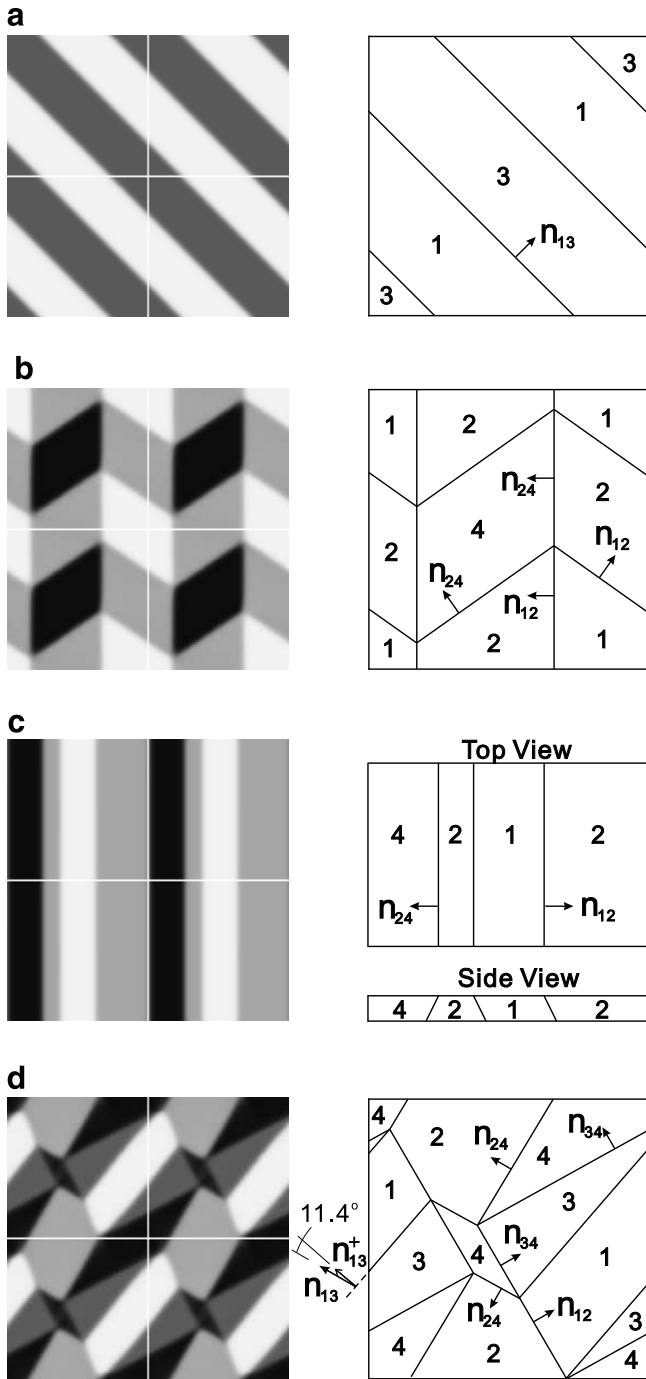 a
3
1
3
1
n₁₃
3
b
1
2
1
n₂₄
2
4
n₁₂
2
n₂₄
n₁₂
1
2
1
c
Top View
4
2
1
2
n₂₄
n₁₂
Side View
4
2
1
2
d
4
2
n₂₄
n₃₄
4
1
3
11.4°
n₁₃⁺
n₁₃
3
4
n₃₄
1
n₂₄
n₁₂
3
4
2
4